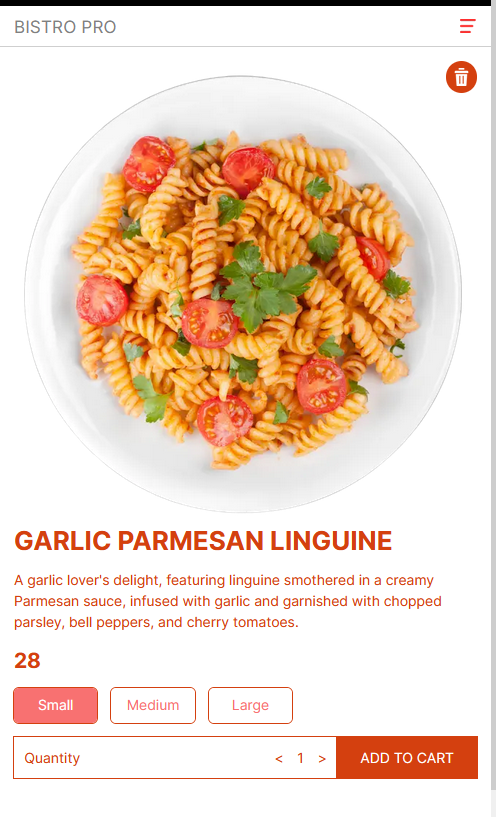 BISTRO PRO
GARLIC PARMESAN LINGUINE
A garlic lover's delight, featuring linguine smothered in a creamy
Parmesan sauce, infused with garlic and garnished with chopped
parsley, bell peppers, and cherry tomatoes.
28
Small Medium Large
Quantity < 1 > ADD TO CART